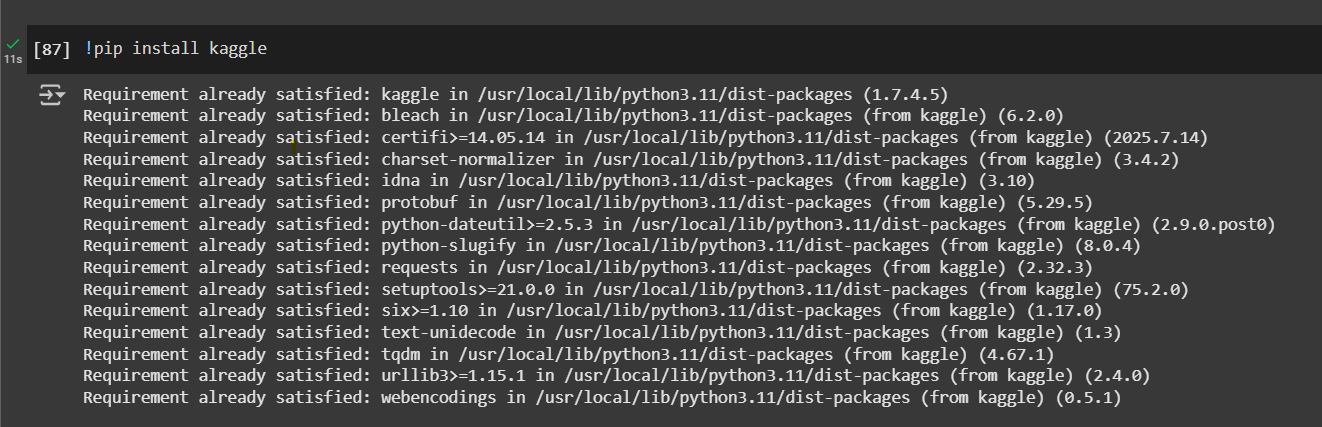 [87] !pip install kaggle
11s
Requirement already satisfied: kaggle in /usr/local/lib/python3.11/dist-packages (1.7.4.5)
Requirement already satisfied: bleach in /usr/local/lib/python3.11/dist-packages (from kaggle) (6.2.0)
Requirement already satisfied: certifi>=14.05.14 in /usr/local/lib/python3.11/dist-packages (from kaggle) (2025.7.14)
Requirement already satisfied: charset-normalizer in /usr/local/lib/python3.11/dist-packages (from kaggle) (3.4.2)
Requirement already satisfied: idna in /usr/local/lib/python3.11/dist-packages (from kaggle) (3.10)
Requirement already satisfied: protobuf in /usr/local/lib/python3.11/dist-packages (from kaggle) (5.29.5)
Requirement already satisfied: python-dateutil>=2.5.3 in /usr/local/lib/python3.11/dist-packages (from kaggle) (2.9.0.post0)
Requirement already satisfied: python-slugify in /usr/local/lib/python3.11/dist-packages (from kaggle) (8.0.4)
Requirement already satisfied: requests in /usr/local/lib/python3.11/dist-packages (from kaggle) (2.32.3)
Requirement already satisfied: setuptools>=21.0.0 in /usr/local/lib/python3.11/dist-packages (from kaggle) (75.2.0)
Requirement already satisfied: six>=1.10 in /usr/local/lib/python3.11/dist-packages (from kaggle) (1.17.0)
Requirement already satisfied: text-unidecode in /usr/local/lib/python3.11/dist-packages (from kaggle) (1.3)
Requirement already satisfied: tqdm in /usr/local/lib/python3.11/dist-packages (from kaggle) (4.67.1)
Requirement already satisfied: urllib3>=1.15.1 in /usr/local/lib/python3.11/dist-packages (from kaggle) (2.4.0)
Requirement already satisfied: webencodings in /usr/local/lib/python3.11/dist-packages (from kaggle) (0.5.1)